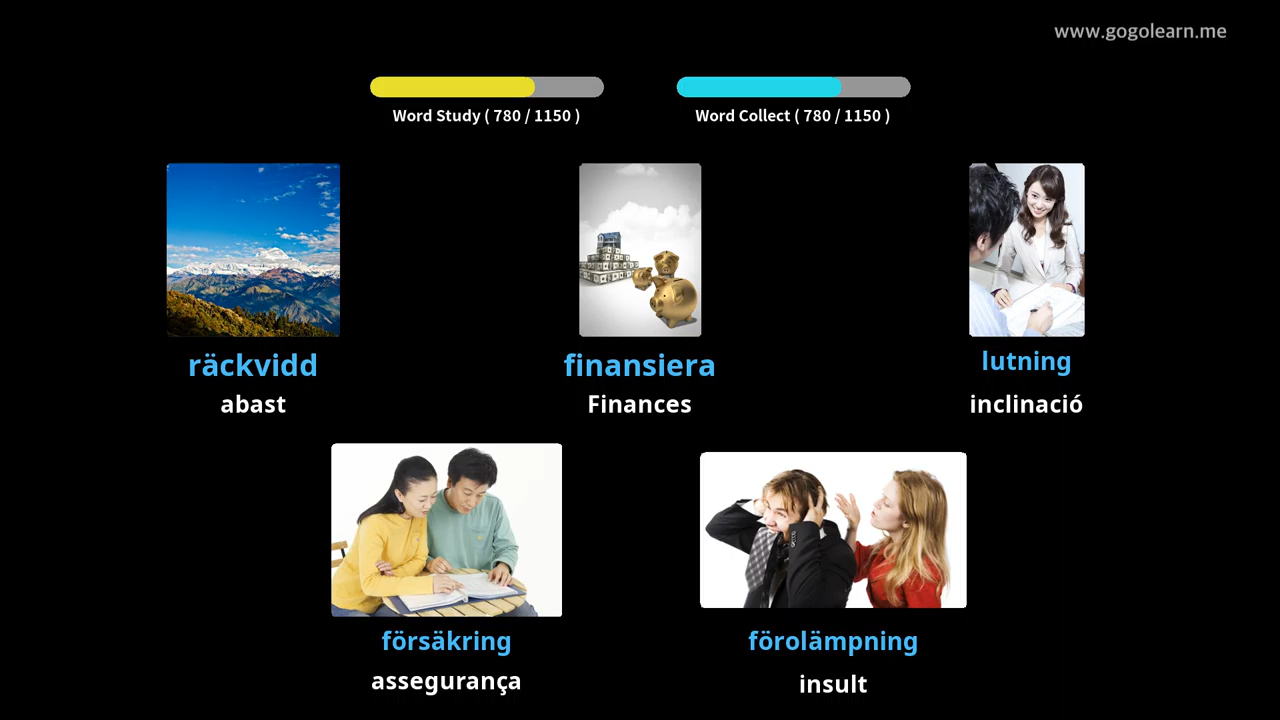 www.gogolearn.me
Word Study ( 780 / 1150 )
Word Collect ( 780 / 1150 )
räckvidd
finansiera
lutning
abast
Finances
inclinació
försäkring
förolämpning
assegurança
insult